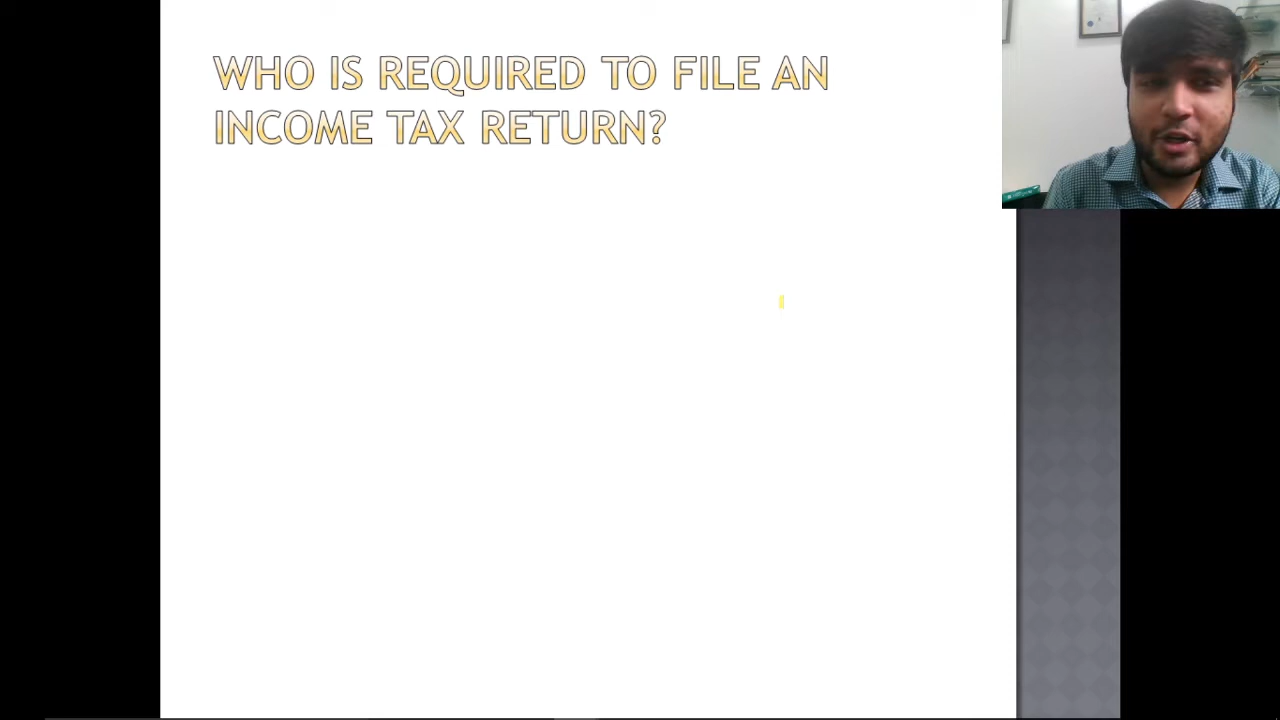 WHO IS REQUIRED TO FILE AN
INCOME TAX RETURN?